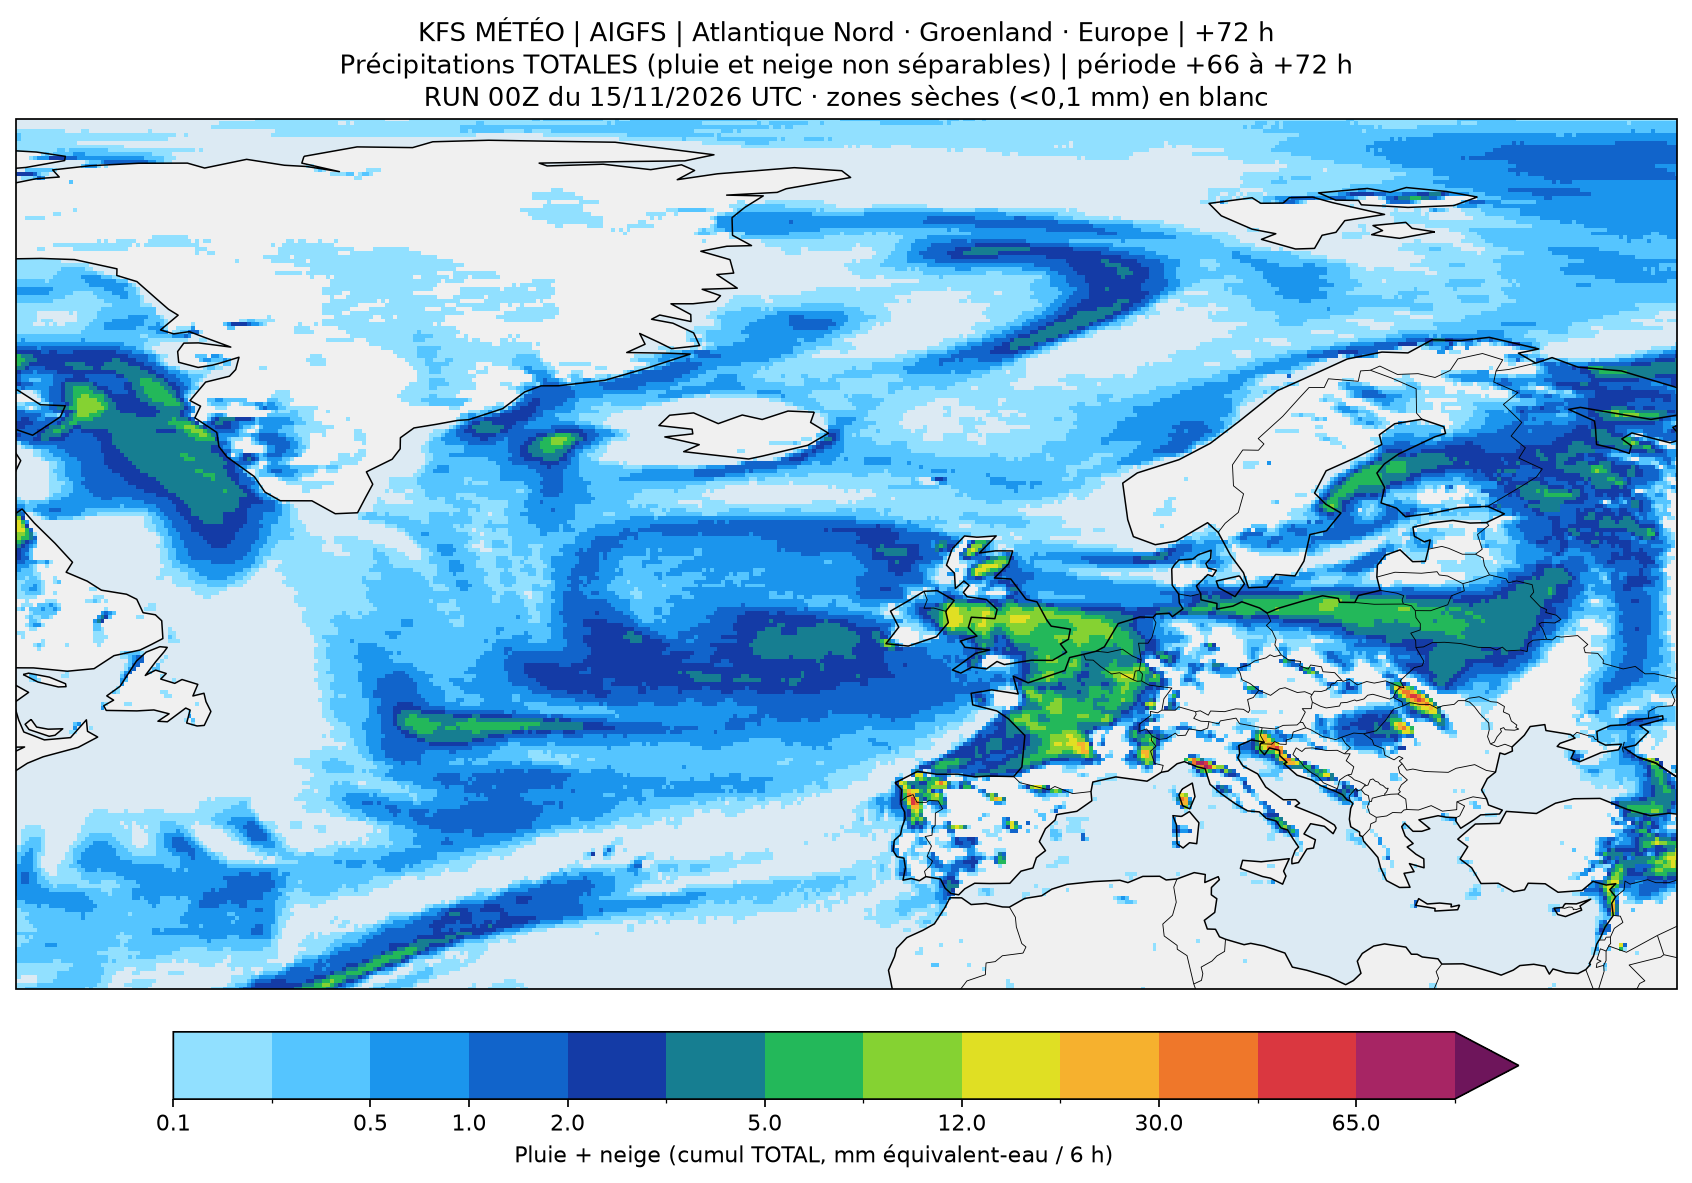 KFS MÉTÉO | AIGFS | Atlantique Nord · Groenland · Europe | +72 h
Précipitations TOTALES (pluie et neige non séparables) | période +66 à +72 h
RUN 00Z du 15/11/2026 UTC · zones sèches (<0,1 mm) en blanc
0.1 0.5 1.0 2.0 5.0 12.0 30.0 65.0
Pluie + neige (cumul TOTAL, mm équivalent-eau / 6 h)